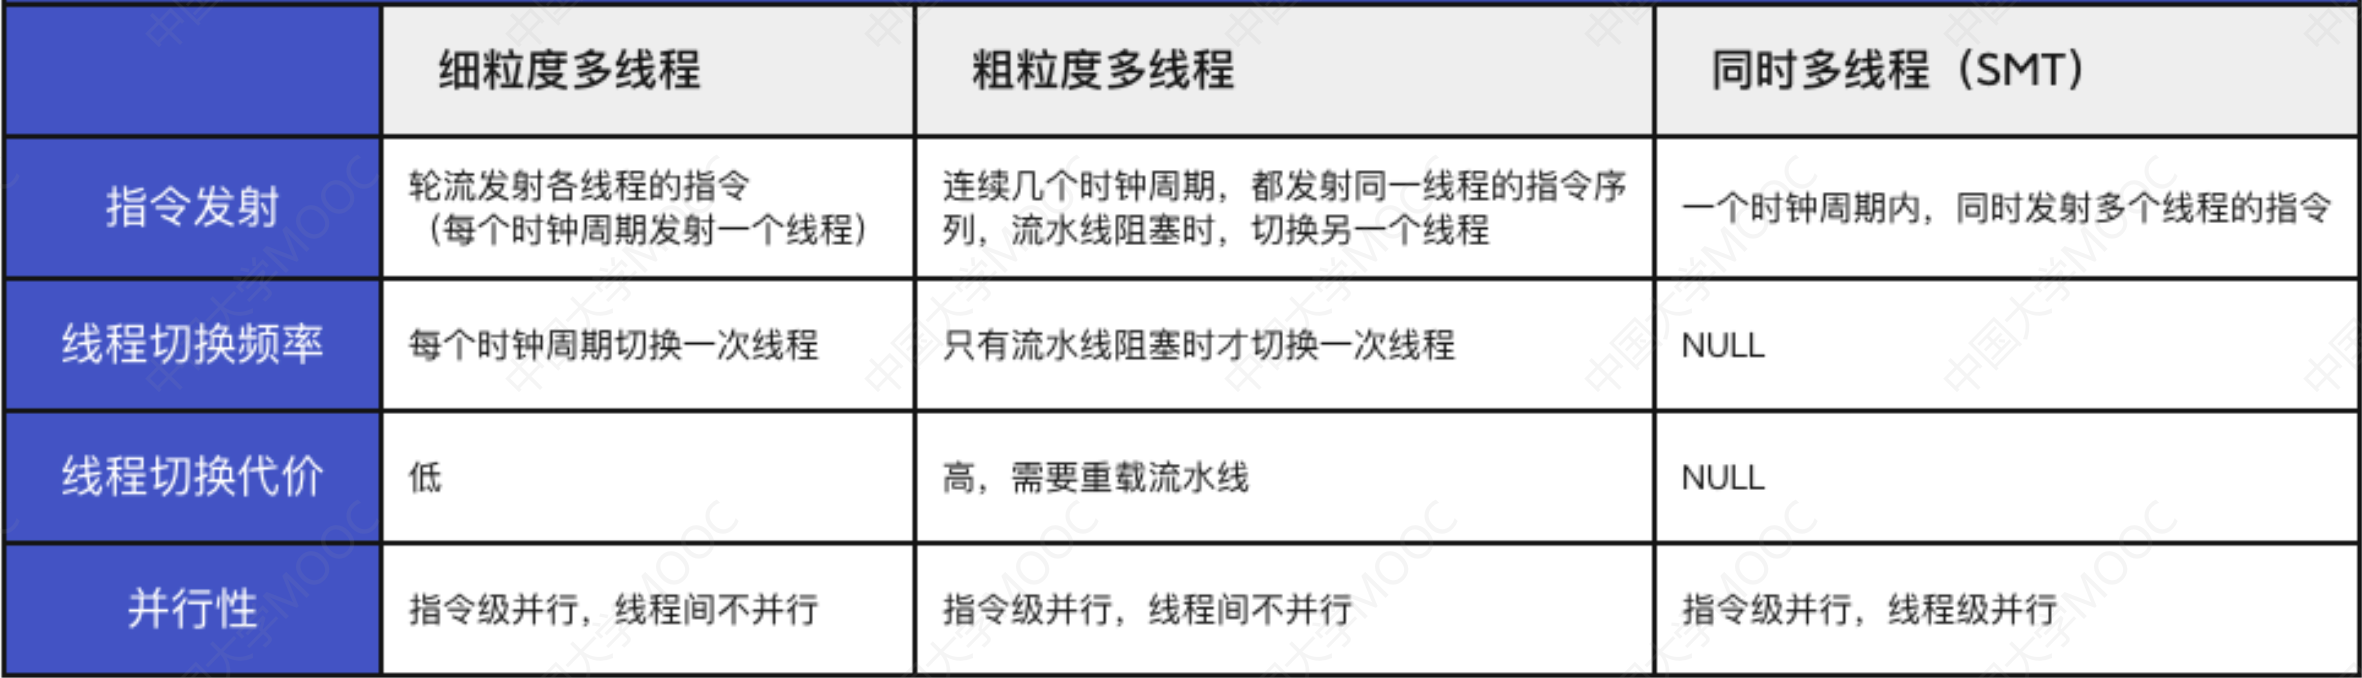 细粒度多线程
粗粒度多线程
同时多线程（SMT）
指令发射
轮流发射各线程的指令
（每个时钟周期发射一个线程）
连续几个时钟周期，都发射同一线程的指令序
列，流水线阻塞时，切换另一个线程
一个时钟周期内，同时发射多个线程的指令
线程切换频率
每个时钟周期切换一次线程
只有流水线阻塞时才切换一次线程
NULL
线程切换代价
低
高，需要重载流水线
NULL
并行性
指令级并行，线程间不并行
指令级并行，线程间不并行
指令级并行，线程级并行
中国大学MOOC